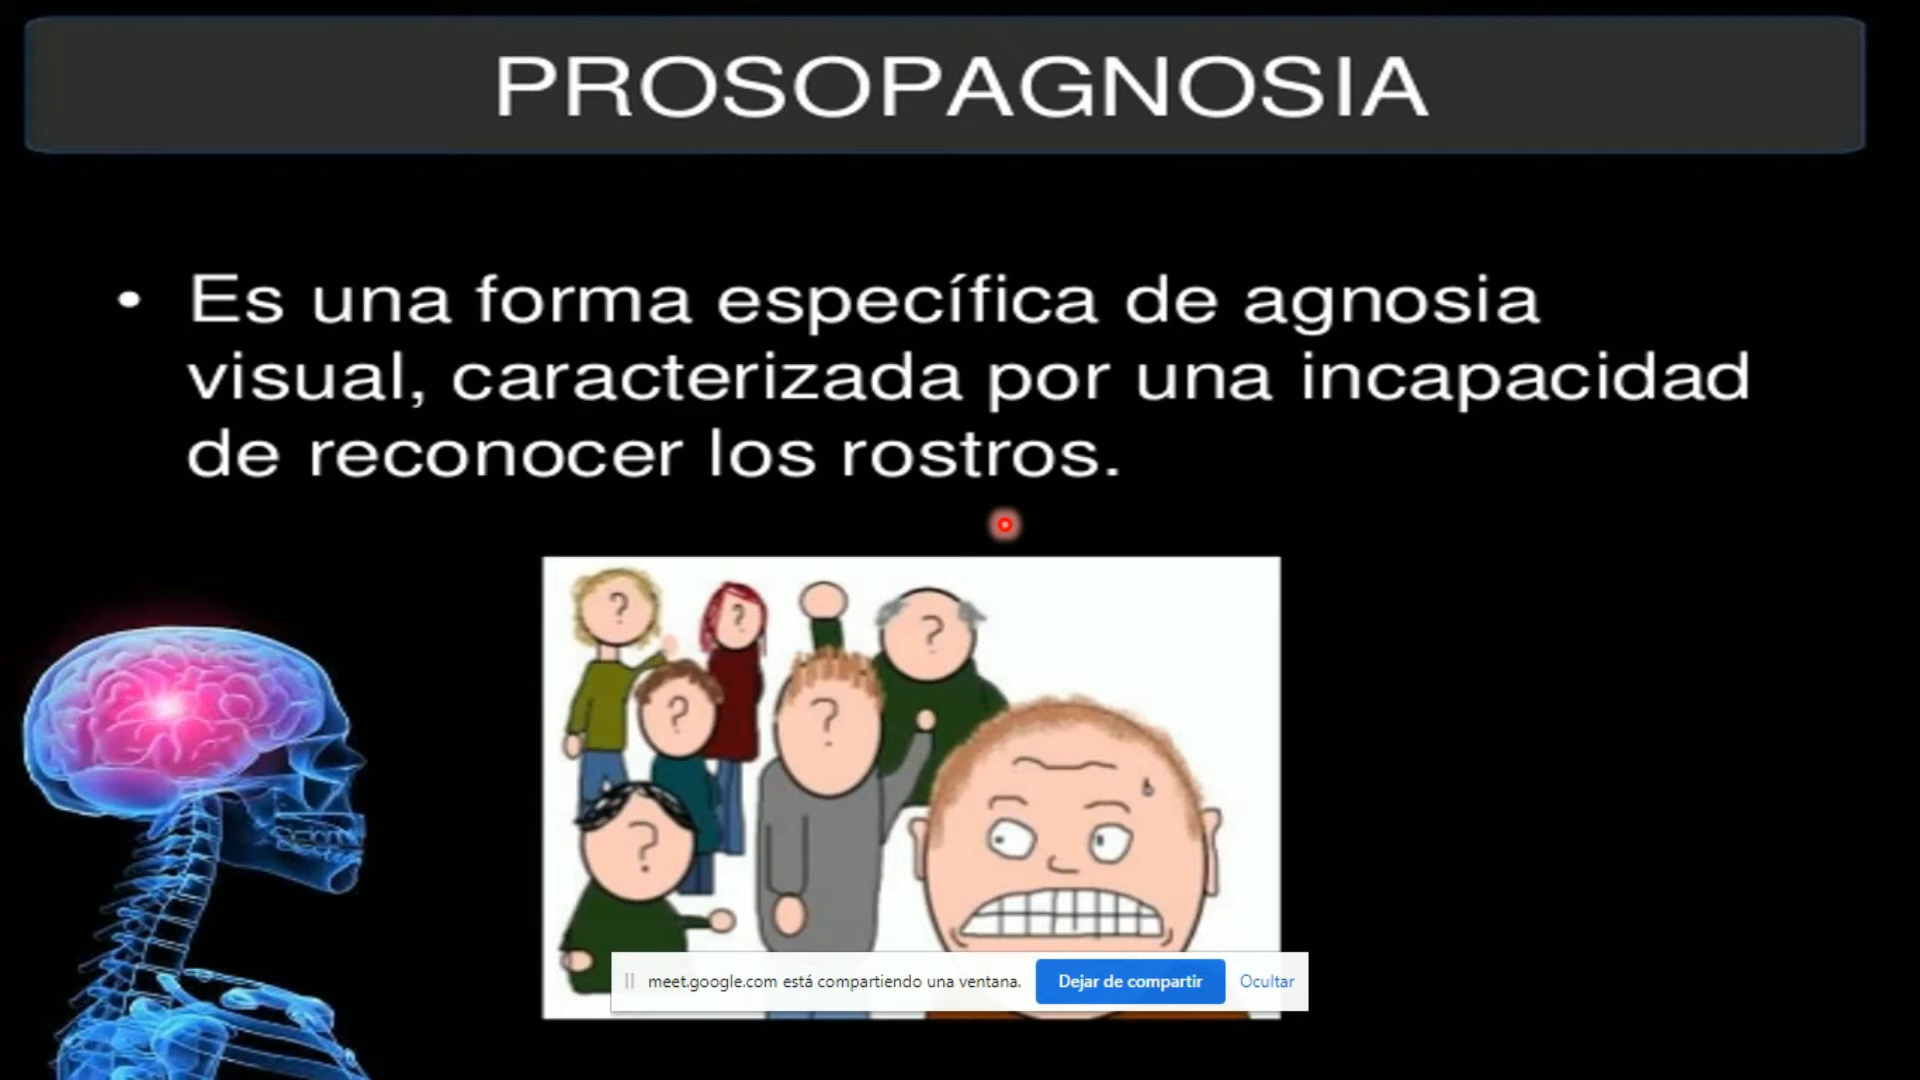 PROSOPAGNOSIA
• Es una forma específica de agnosia
visual, caracterizada por una incapacidad
de reconocer los rostros.
?
?
?
?
?
?
meet.google.com está compartiendo una ventana. Dejar de compartir Ocultar